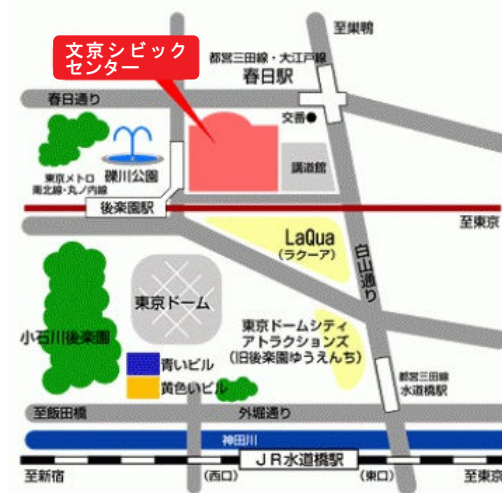 至巣鴨
文京シビック
センター
都営三田線・大江戸線
春日駅
春日通り
交番
講道館
礫川公園
東京メトロ
南北線・丸ノ内線
後楽園駅
至東京
LaQua
(ラクーア)
白山通り
東京ドーム
小石川後楽園
東京ドームシティ
アトラクションズ
(旧後楽園ゆうえんち)
青いビル
黄色いビル
都営三田線
水道橋駅
至飯田橋
外堀通り
神田川
JR水道橋駅
至新宿
(西口)
(東口)
至東京